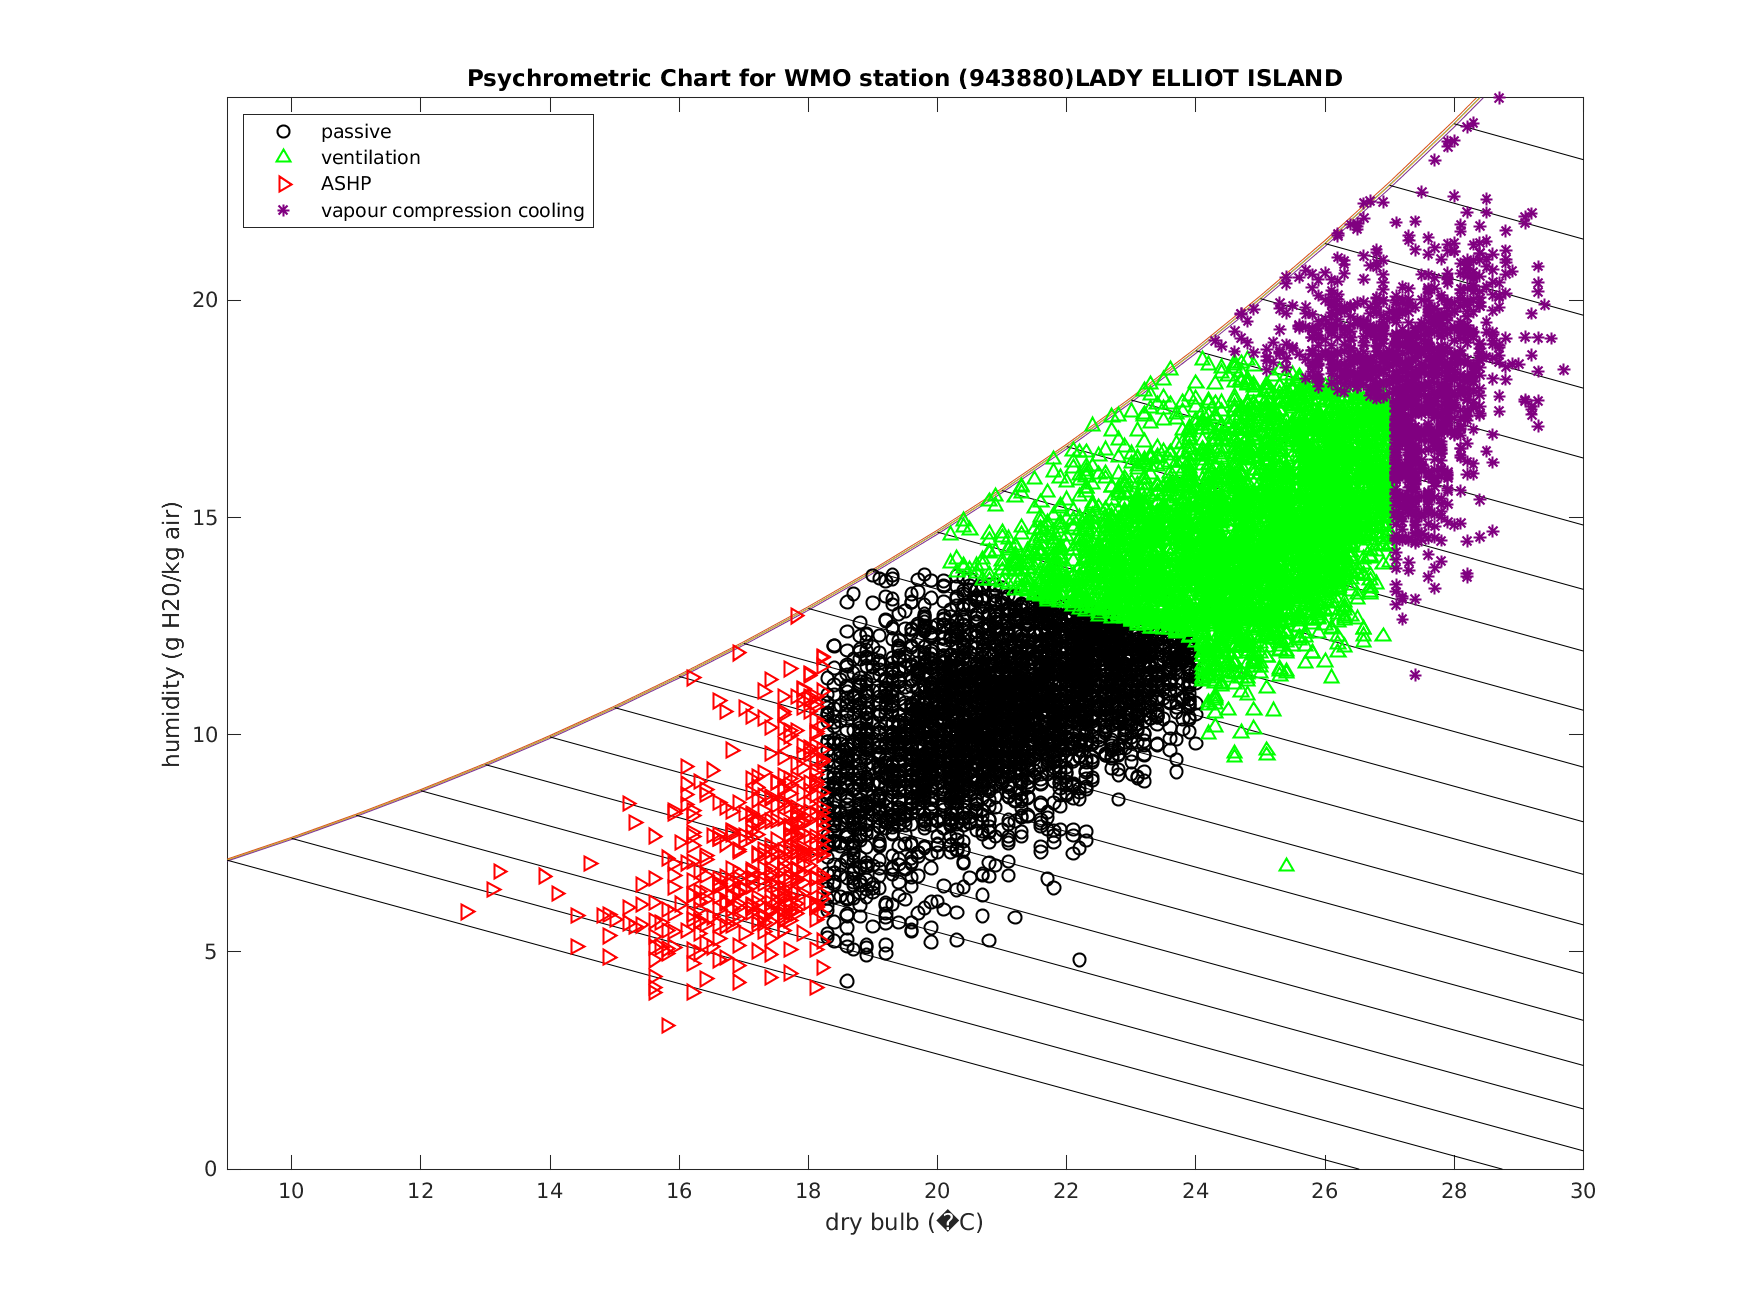 Psychrometric Chart for WMO station (943880)LADY ELLIOT ISLAND
passive
ventilation
ASHP
vapour compression cooling
humidity (g H20/kg air)
20
15
10
5
0
10 12 14 16 18 20 22 24 26 28 30
dry bulb (�C)